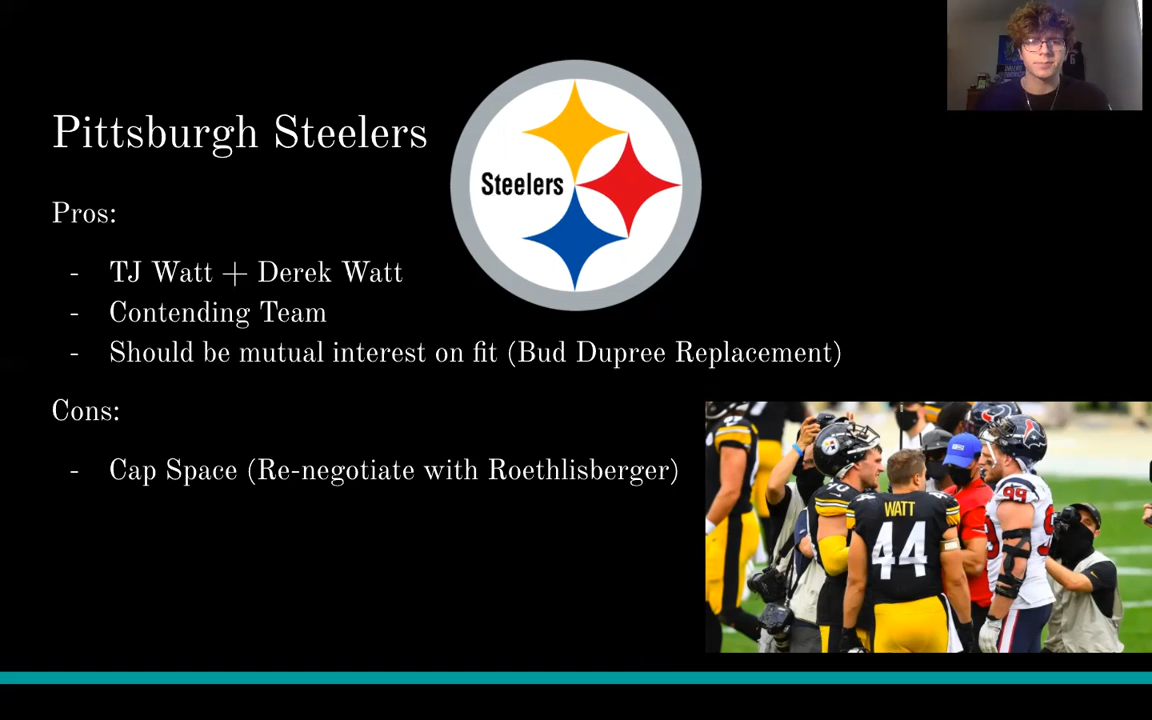 Pittsburgh Steelers
Steelers
Pros:
- TJ Watt + Derek Watt
- Contending Team
- Should be mutual interest on fit (Bud Dupree Replacement)
Cons:
- Cap Space (Re-negotiate with Roethlisberger)
WATT
44
99